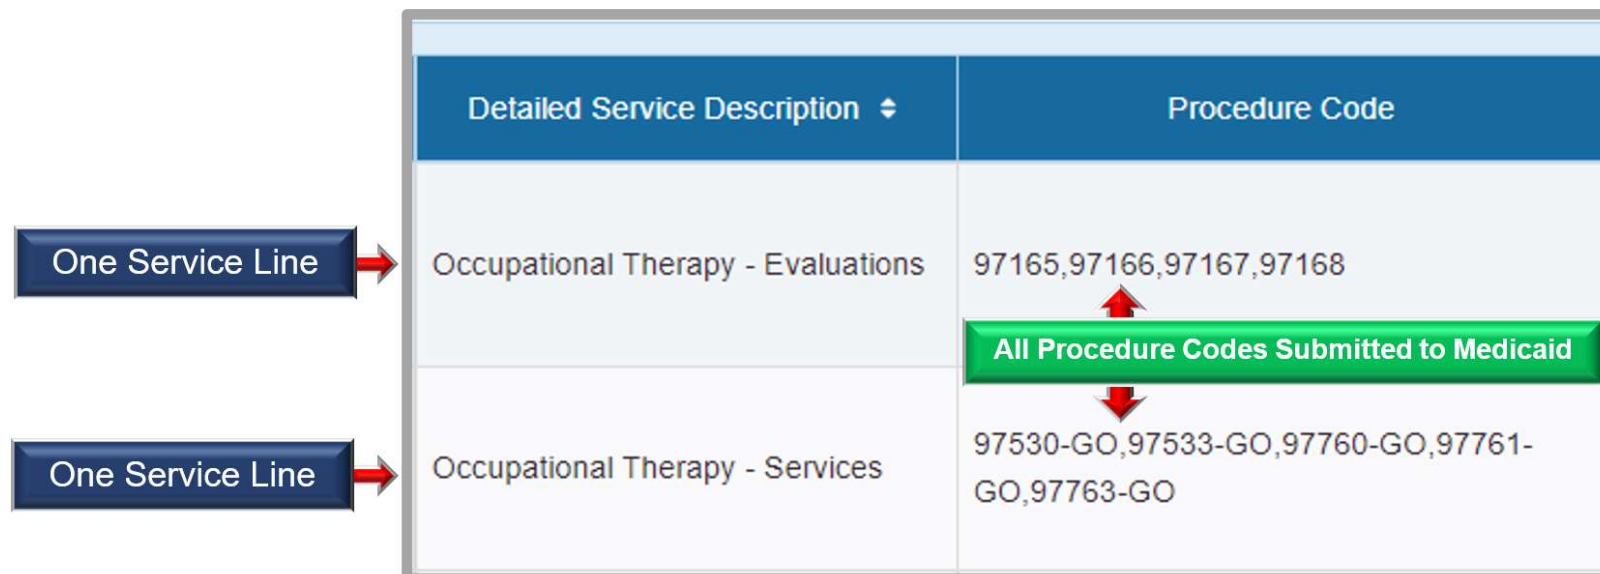 Detailed Service Description
Procedure Code
One Service Line
Occupational Therapy - Evaluations
97165,97166,97167,97168
All Procedure Codes Submitted to Medicaid
One Service Line
Occupational Therapy - Services
97530-GO,97533-GO,97760-GO,97761-
GO,97763-GO